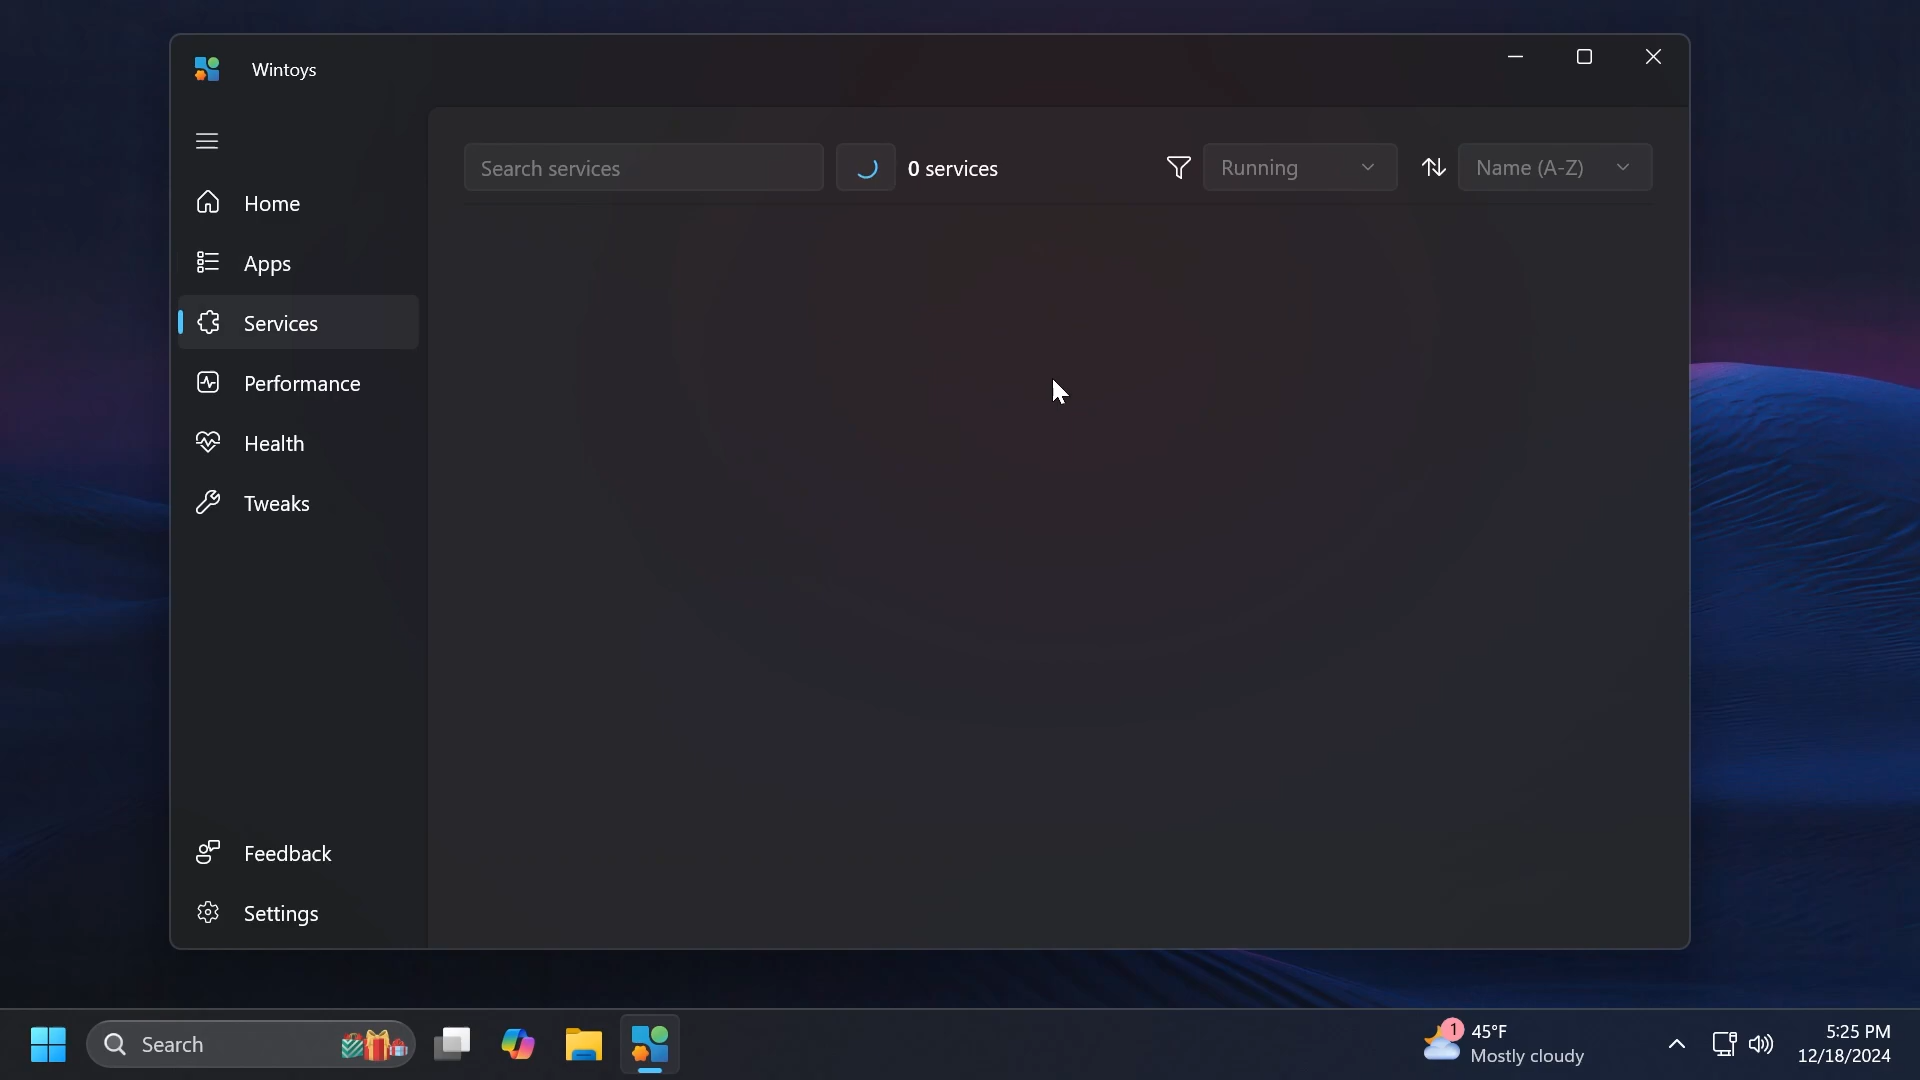 Wintoys
Search services
0 services
Running
Name (A-Z)
Home
Apps
Services
Performance
Health
Tweaks
Feedback
Settings
Search
1
45°F
Mostly cloudy
5:25 PM
12/18/2024